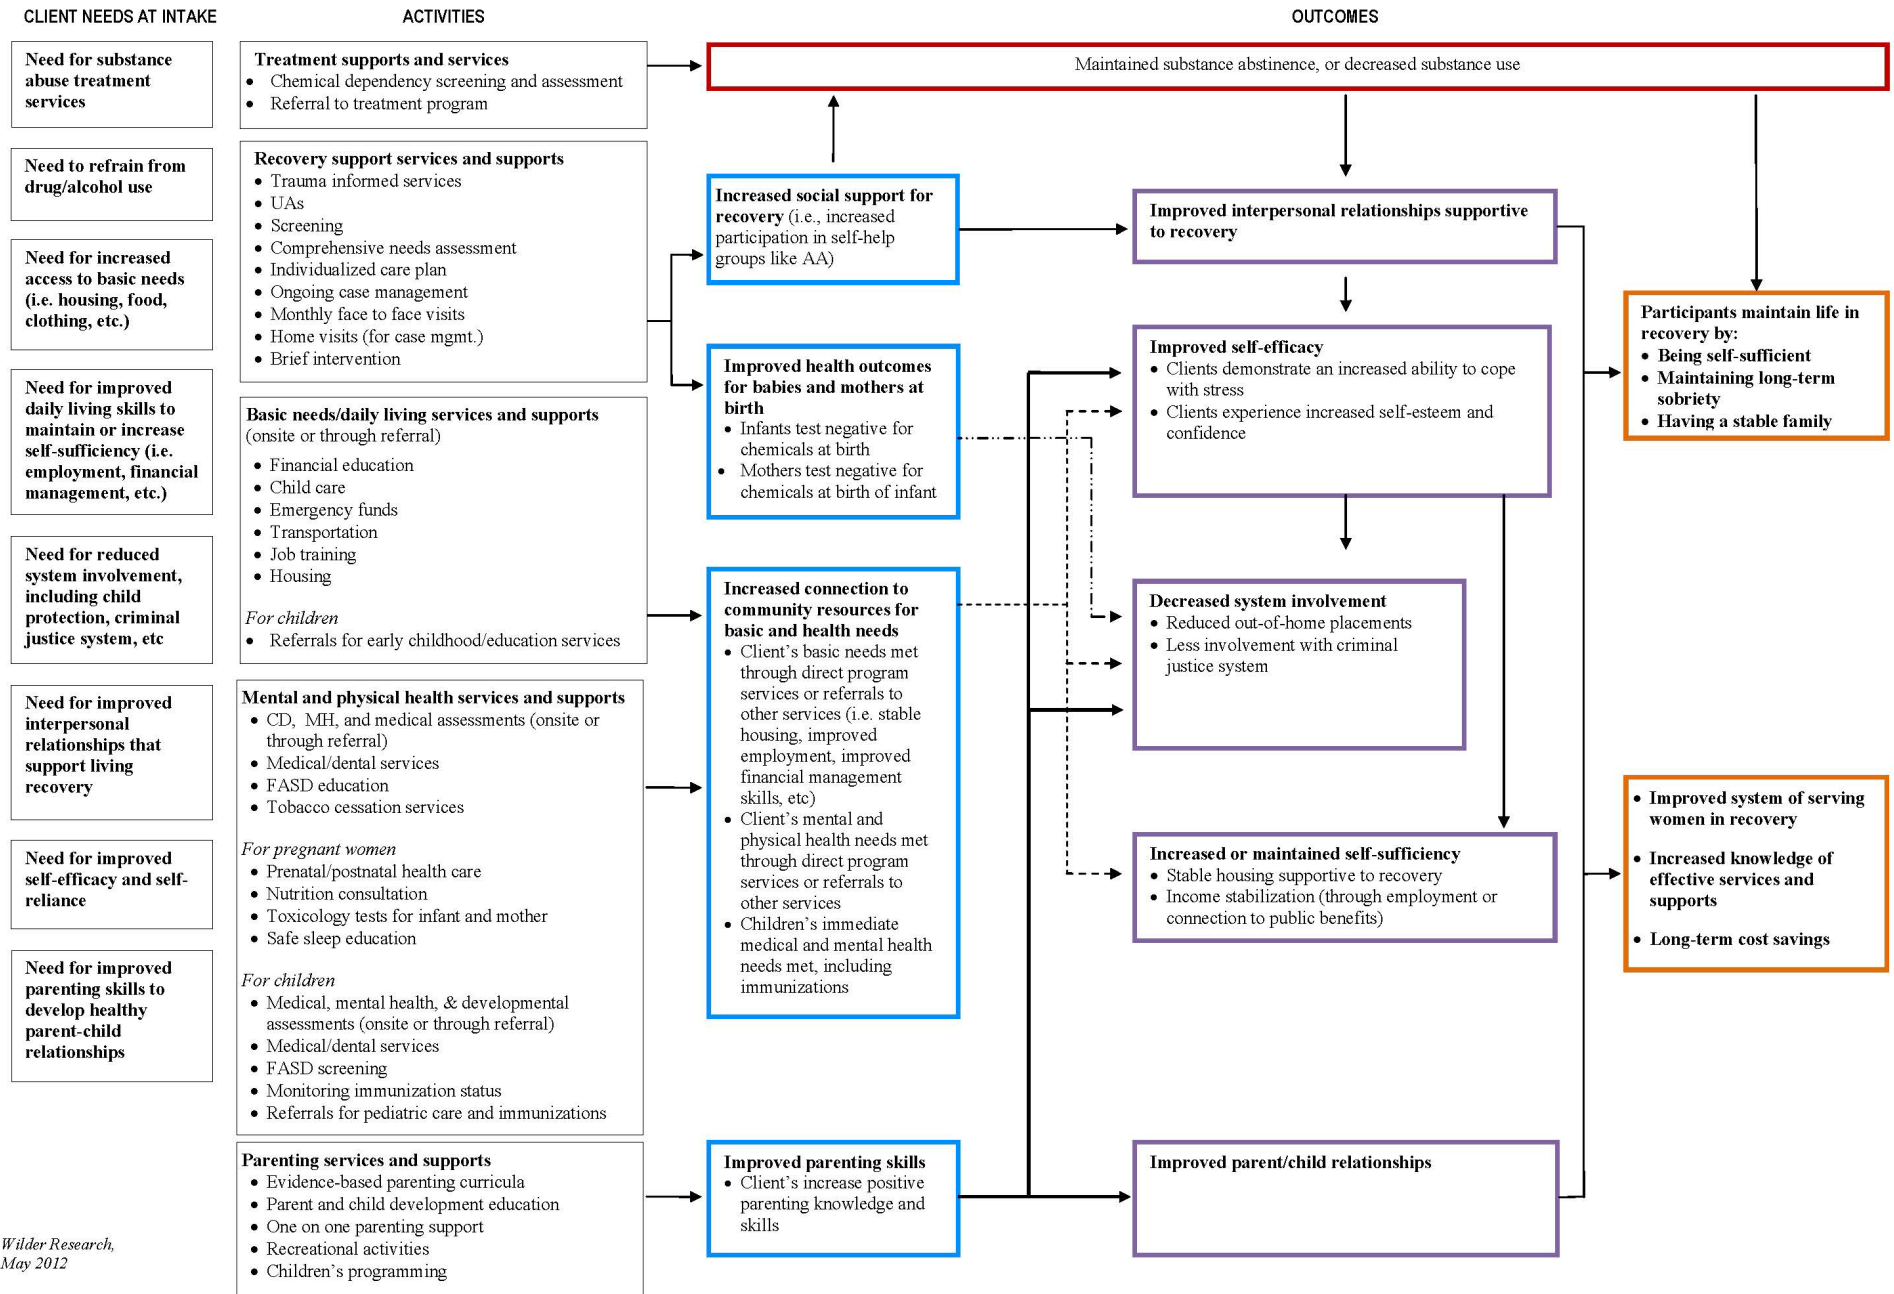 CLIENT NEEDS AT INTAKE
ACTIVITIES
OUTCOMES
Need for substance
abuse treatment
services
Need to refrain from
drug/alcohol use
Need for increased
access to basic needs
(i.e. housing, food,
clothing, etc.)
Need for improved
daily living skills to
maintain or increase
self-sufficiency (i.e.
employment, financial
management, etc.)
Need for reduced
system involvement,
including child
protection, criminal
justice system, etc
Need for improved
interpersonal
relationships that
support living
recovery
Need for improved
self-efficacy and self-
reliance
Need for improved
parenting skills to
develop healthy
parent-child
relationships
Wilder Research,
May 2012
Treatment supports and services
• Chemical dependency screening and assessment
• Referral to treatment program
Recovery support services and supports
• Trauma informed services
• UAs
• Screening
• Comprehensive needs assessment
• Individualized care plan
• Ongoing case management
• Monthly face to face visits
• Home visits (for case mgmt.)
• Brief intervention
Basic needs/daily living services and supports
(onsite or through referral)
• Financial education
• Child care
• Emergency funds
• Transportation
• Job training
• Housing
For children
• Referrals for early childhood/education services
Mental and physical health services and supports
• CD, MH, and medical assessments (onsite or
through referral)
• Medical/dental services
• FASD education
• Tobacco cessation services
For pregnant women
• Prenatal/postnatal health care
• Nutrition consultation
• Toxicology tests for infant and mother
• Safe sleep education
For children
• Medical, mental health, & developmental
assessments (onsite or through referral)
• Medical/dental services
• FASD screening
• Monitoring immunization status
• Referrals for pediatric care and immunizations
Parenting services and supports
• Evidence-based parenting curricula
• Parent and child development education
• One on one parenting support
• Recreational activities
• Children's programming
Maintained substance abstinence, or decreased substance use
Increased social support for
recovery (i.e., increased
participation in self-help
groups like AA)
Improved health outcomes
for babies and mothers at
birth
• Infants test negative for
chemicals at birth
• Mothers test negative for
chemicals at birth of infant
Increased connection to
community resources for
basic and health needs
• Client's basic needs met
through direct program
services or referrals to
other services (i.e. stable
housing, improved
employment, improved
financial management
skills, etc)
• Client's mental and
physical health needs met
through direct program
services or referrals to
other services
• Children's immediate
medical and mental health
needs met, including
immunizations
Improved parenting skills
• Client's increase positive
parenting knowledge and
skills
Improved interpersonal relationships supportive
to recovery
Improved self-efficacy
• Clients demonstrate an increased ability to cope
with stress
• Clients experience increased self-esteem and
confidence
Decreased system involvement
• Reduced out-of-home placements
• Less involvement with criminal
justice system
Increased or maintained self-sufficiency
• Stable housing supportive to recovery
• Income stabilization (through employment or
connection to public benefits)
Improved parent/child relationships
Participants maintain life in
recovery by:
• Being self-sufficient
• Maintaining long-term
sobriety
• Having a stable family
• Improved system of serving
women in recovery
• Increased knowledge of
effective services and
supports
• Long-term cost savings